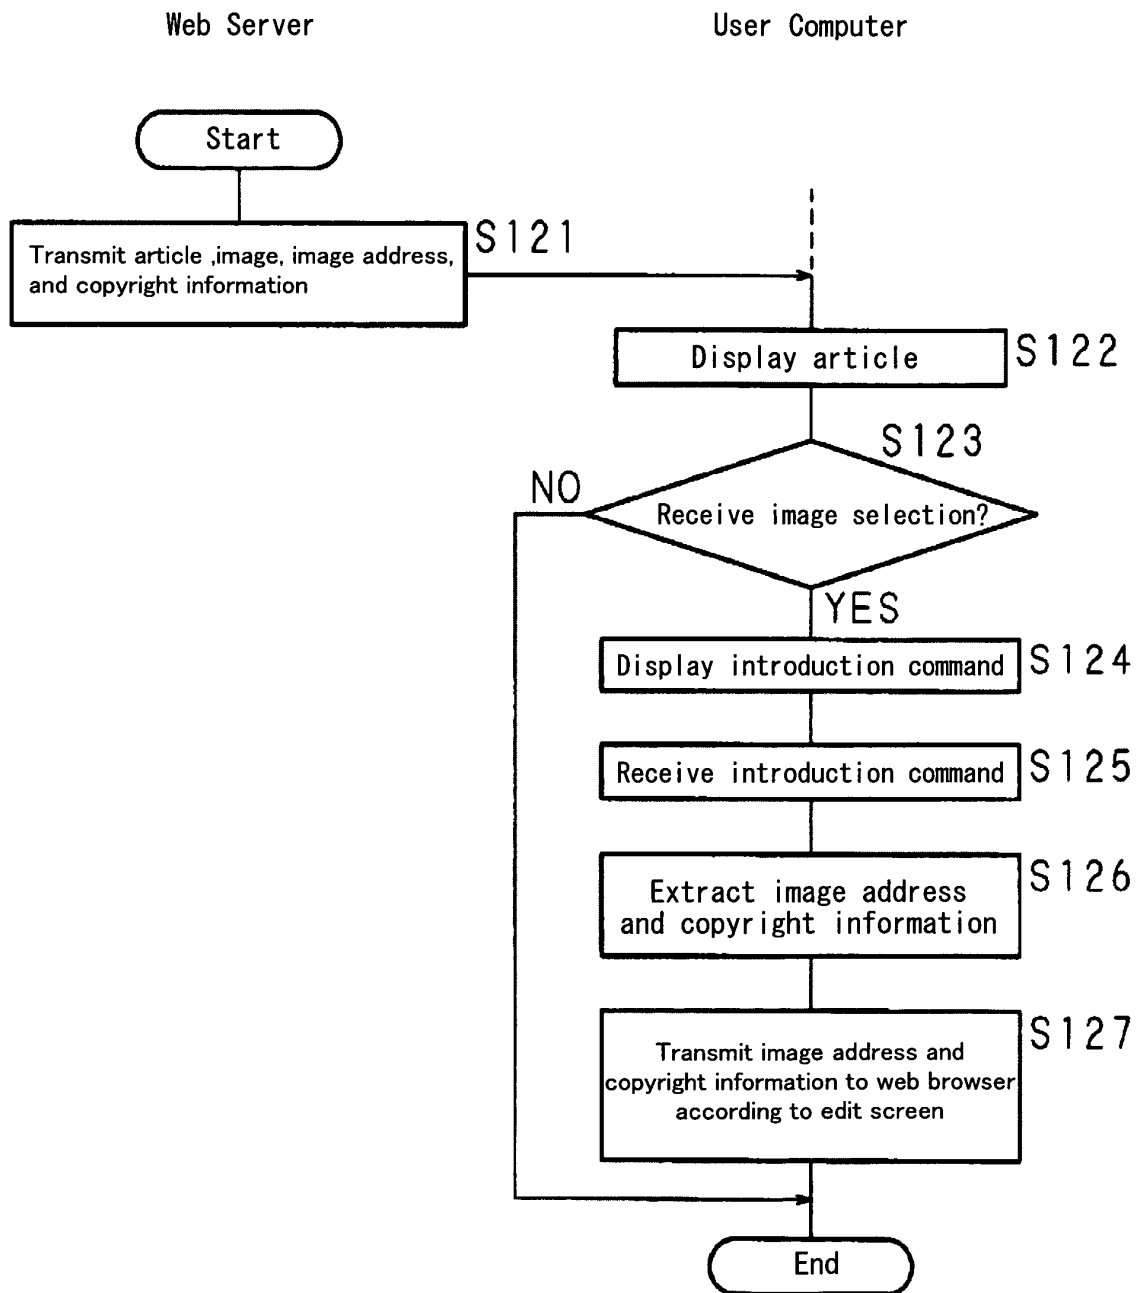 Web Server
User Computer
Start
Transmit article ,image, image address,
and copyright information
S121
Display article
S122
S123
NO
Receive image selection?
YES
Display introduction command
S124
Receive introduction command
S125
Extract image address
and copyright information
S126
Transmit image address and
copyright information to web browser
according to edit screen
S127
End